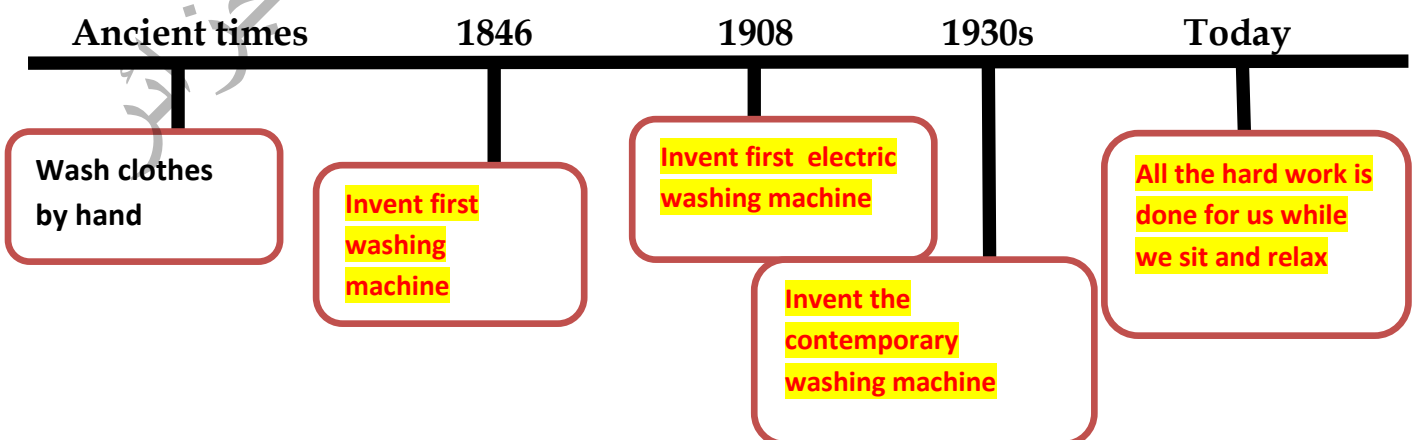 Ancient times 1846 1908 1930s Today
Wash clothes
by hand
Invent first
washing
machine
Invent first electric
washing machine
Invent the
contemporary
washing machine
All the hard work is
done for us while
we sit and relax